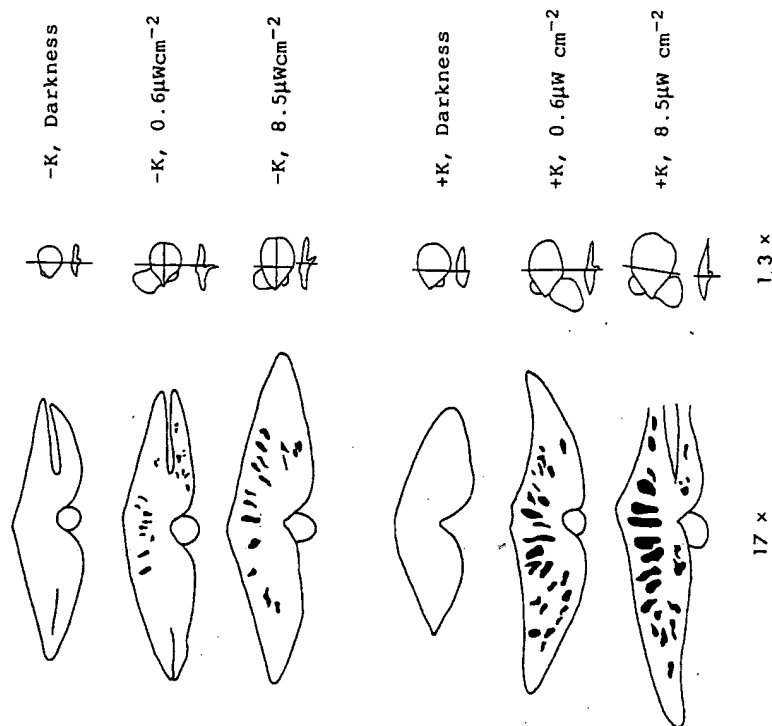 -K, Darkness
-K, 0.6μWcm⁻²
-K, 8.5μWcm⁻²
+K, Darkness
+K, 0.6μW cm⁻²
+K, 8.5μW cm⁻²
1.3 ×
17 ×